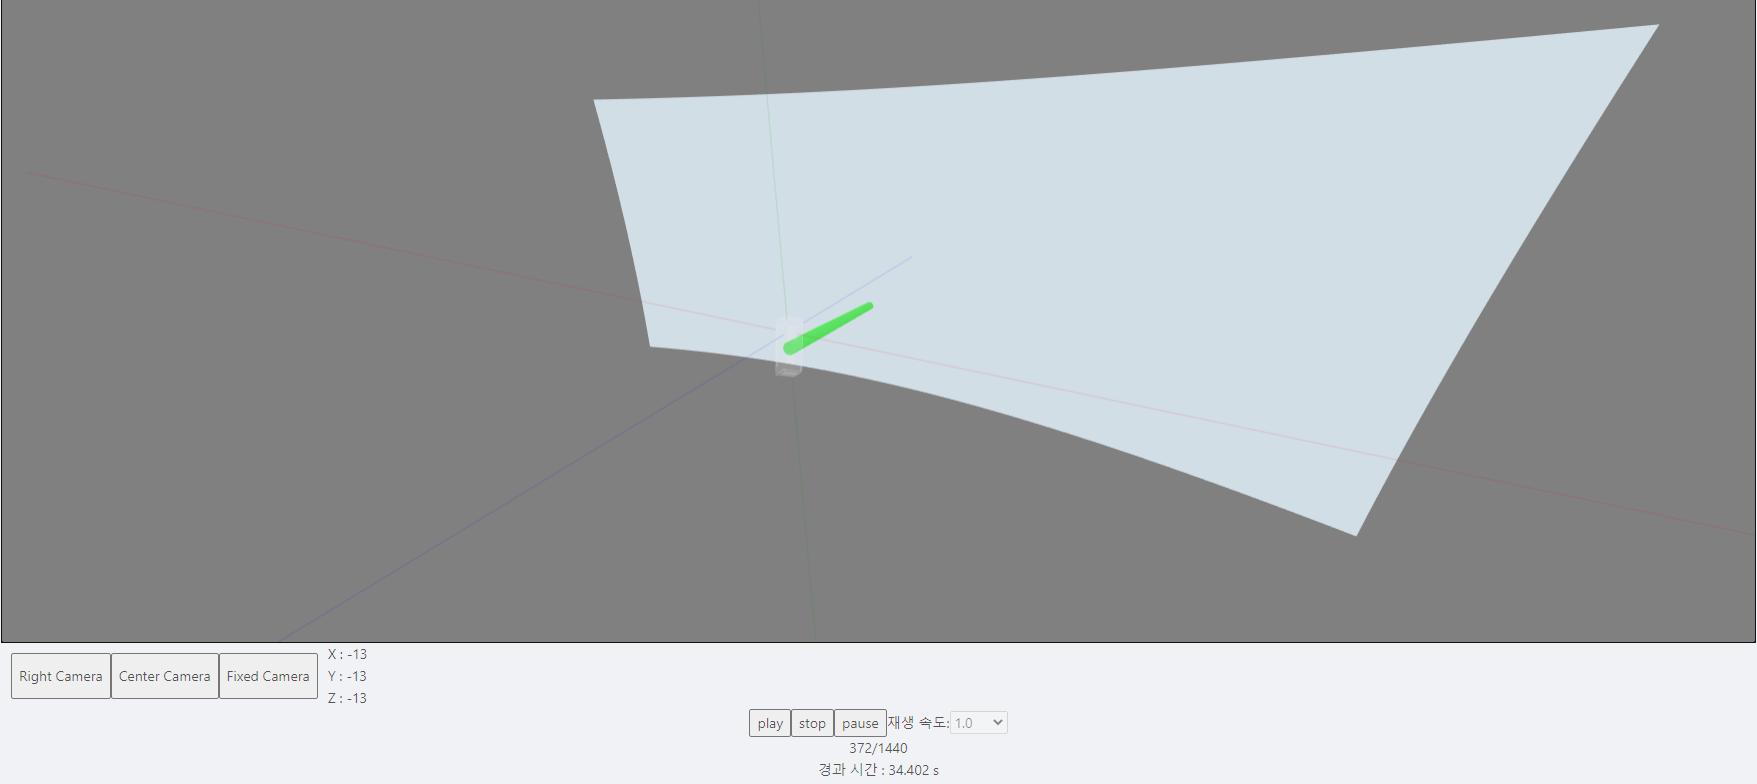 Right Camera Center Camera Fixed Camera
X : -13
Y : -13
Z : -13
play stop pause 재생 속도: 1.0
372/1440
경과 시간 : 34.402 s